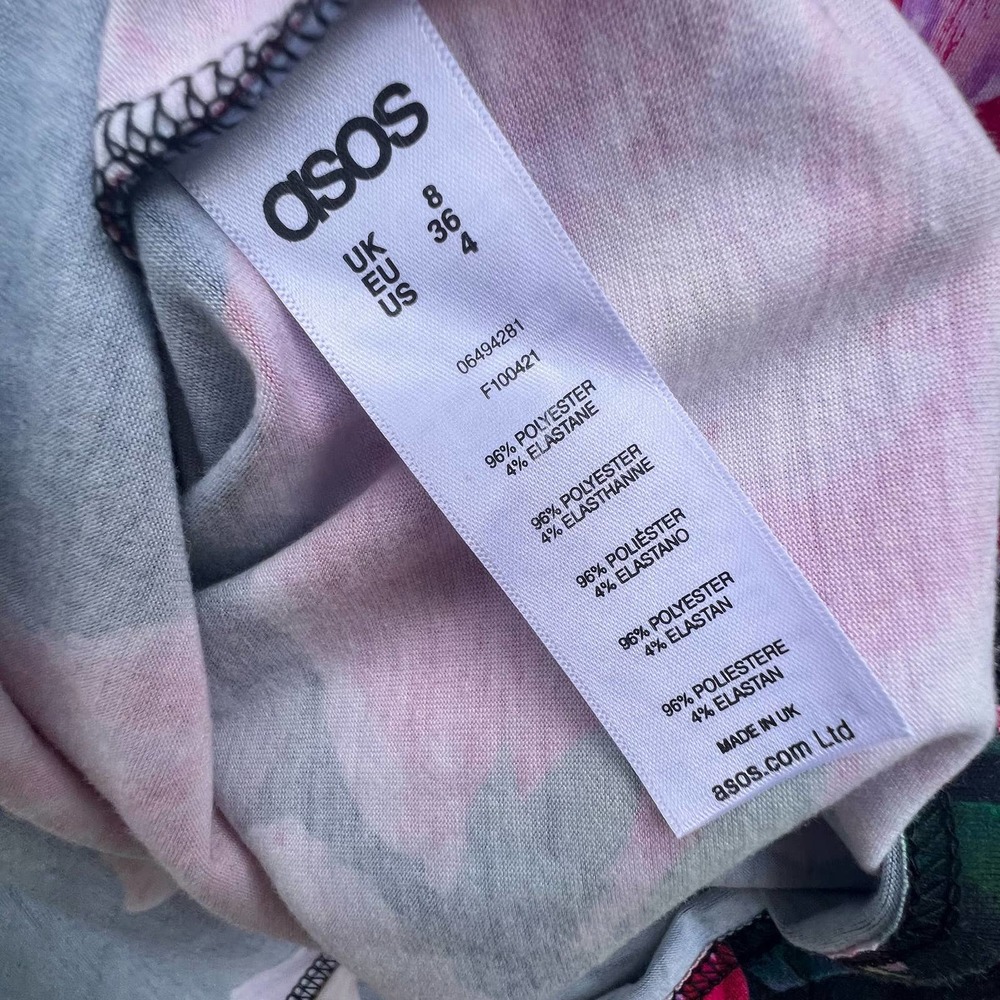 asos
UK 8
EU 36
US 4
06494281
F100421
96% POLYESTER
4% ELASTANE
96% POLYESTER
4% ELASTHANNE
96% POLIÉSTER
4% ELASTANO
96% POLYESTER
4% ELASTAN
96% POLIESTERE
4% ELASTAN
MADE IN UK
asos.com Ltd